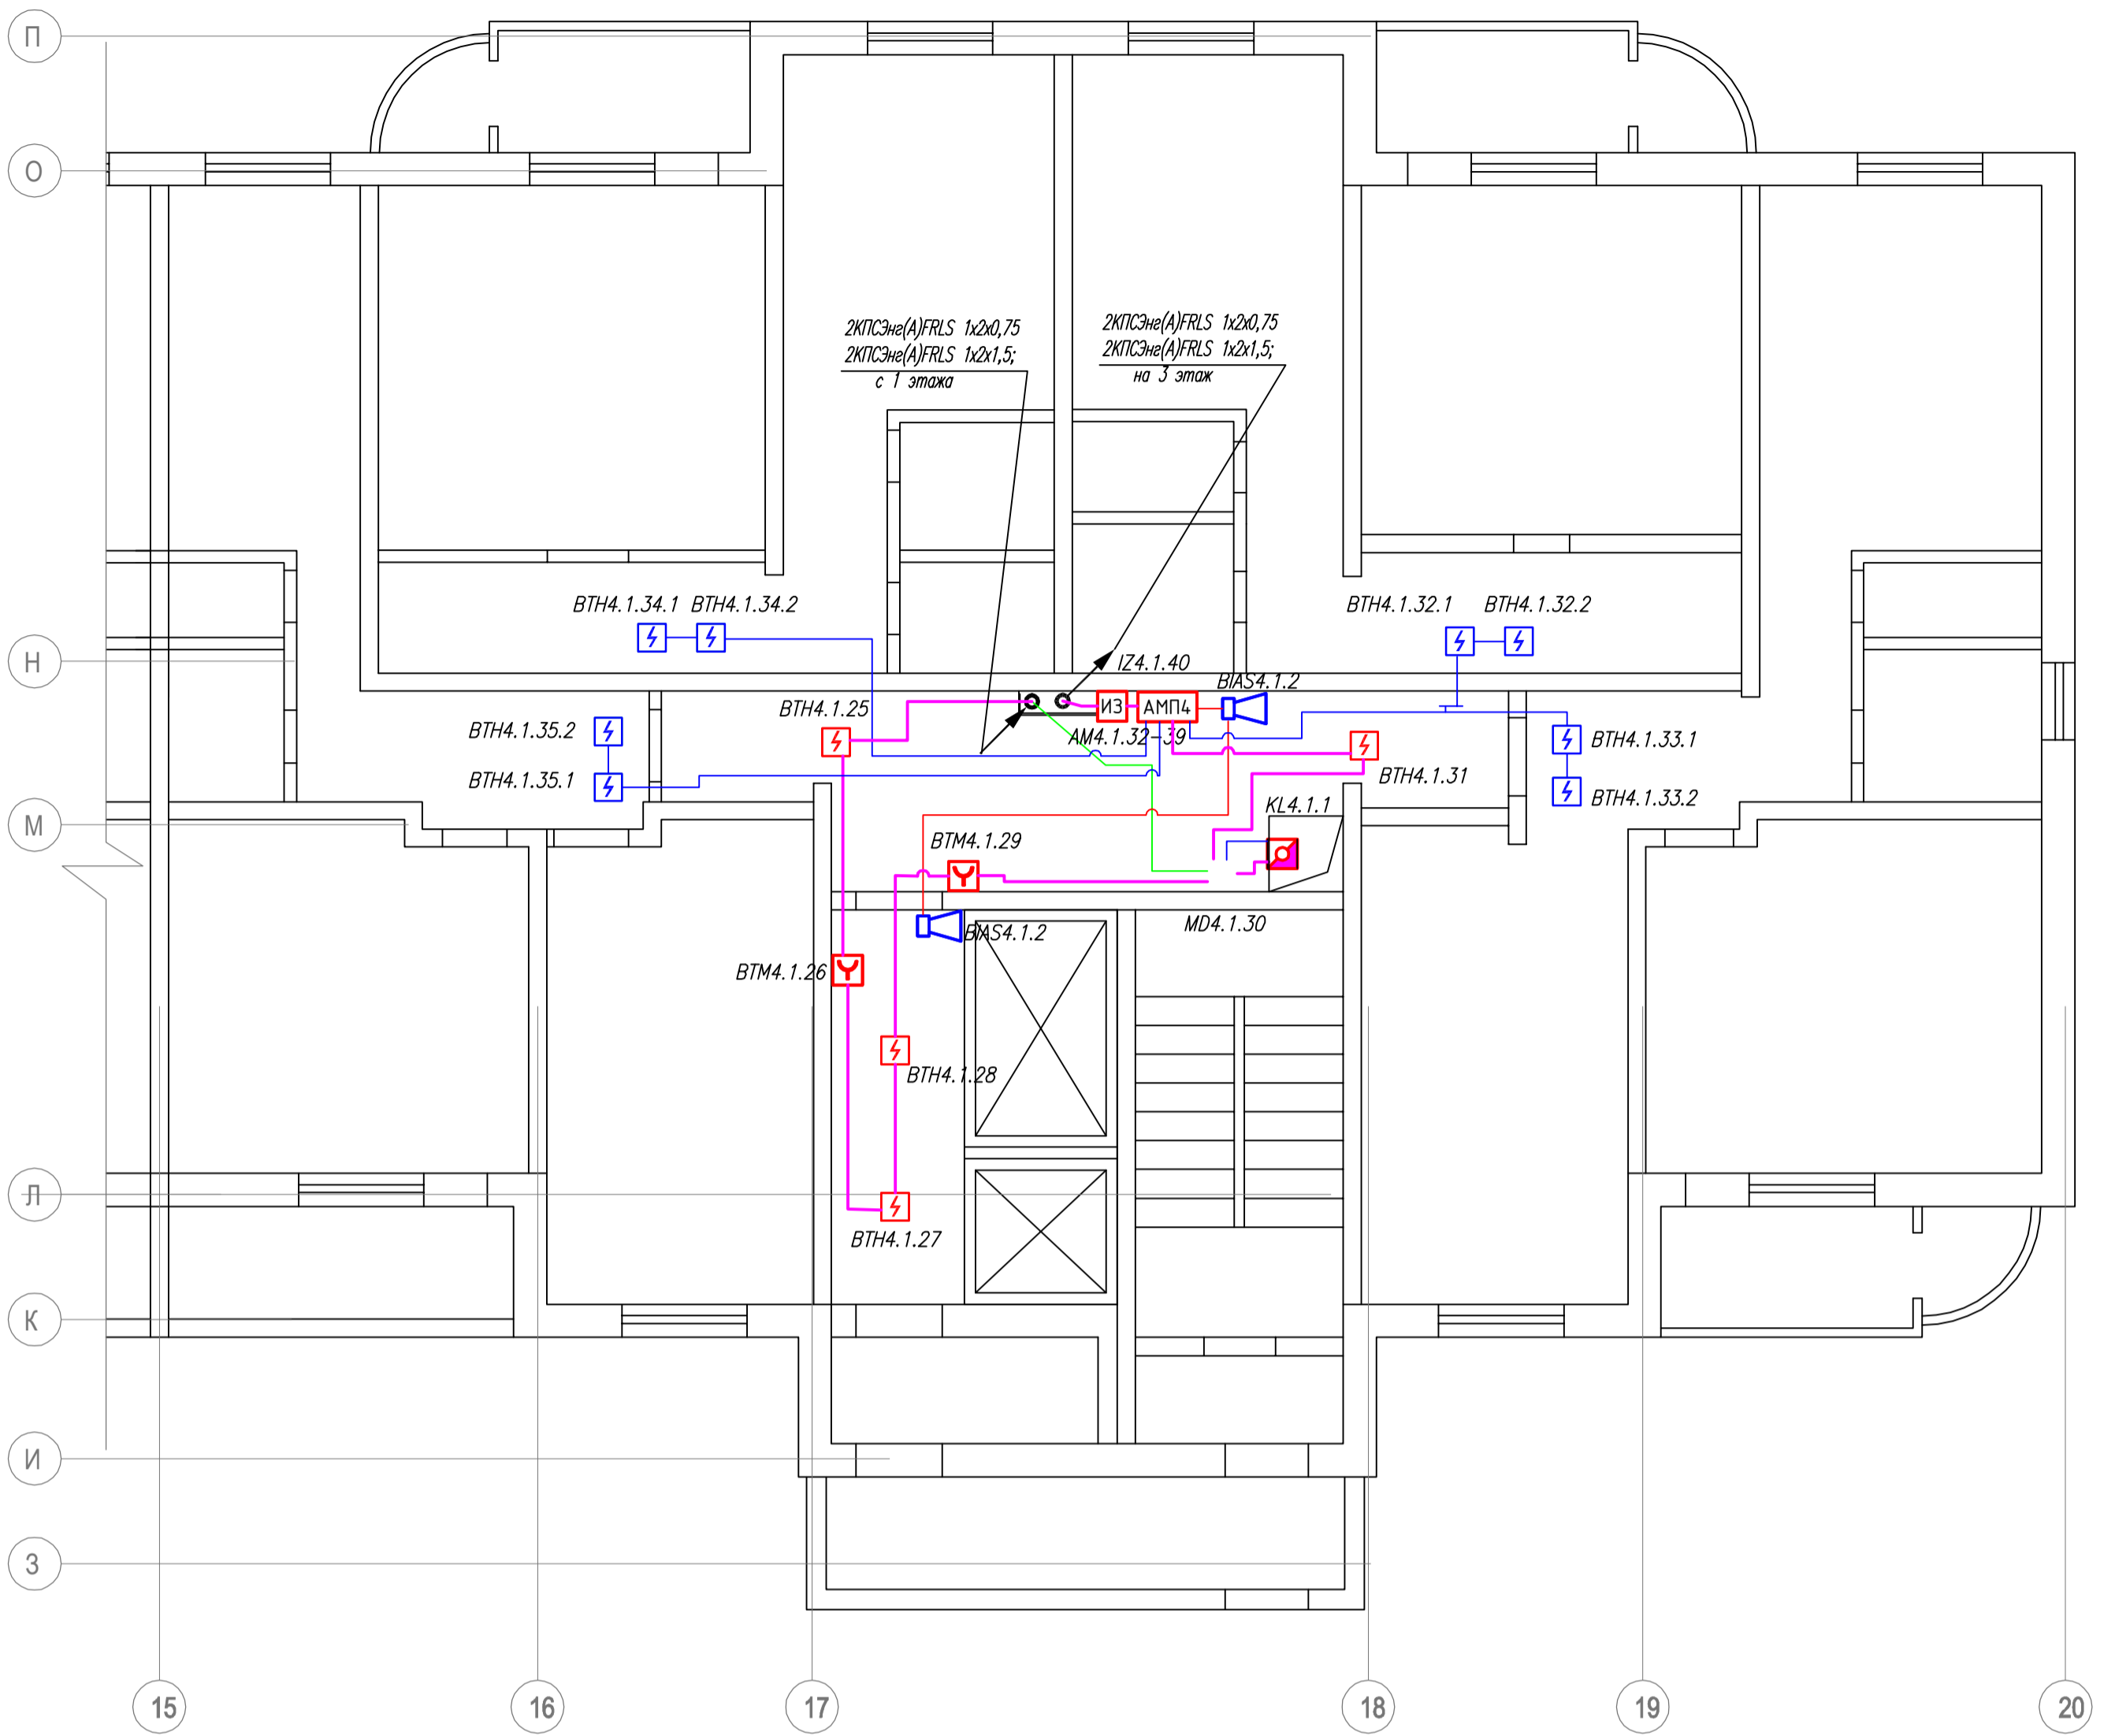 П
О
2КПСЭнг(А)FRLS 1х2х0,75
2КПСЭнг(А)FRLS 1х2х1,5;
с 1 этажа
2КПСЭнг(А)FRLS 1х2х0,75
2КПСЭнг(А)FRLS 1х2х1,5;
на 3 этаж
ВТН4.1.34.1
ВТН4.1.34.2
ВТН4.1.32.1
ВТН4.1.32.2
Н
IZ4.1.40
BIAS4.1.2
ВТН4.1.25
ИЗ
АМП4
АМ4.1.32-39
ВТН4.1.35.2
ВТН4.1.33.1
ВТН4.1.35.1
ВТН4.1.31
ВТН4.1.33.2
KL4.1.1
М
ВТМ4.1.29
MD4.1.30
BIAS4.1.2
ВТМ4.1.26
ВТН4.1.28
Л
ВТН4.1.27
К
И
З
15
16
17
18
19
20